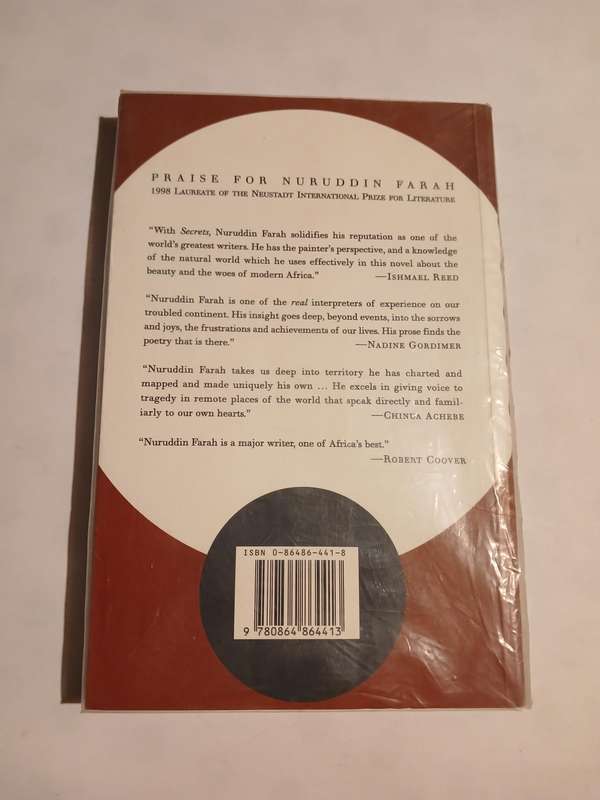 PRAISE FOR NURUDDIN FARAH
1998 LAUREATE OF THE NEUSTADT INTERNATIONAL PRIZE FOR LITERATURE
“With Secrets, Nuruddin Farah solidifies his reputation as one of the
world’s greatest writers. He has the painter’s perspective, and a knowledge
of the natural world which he uses effectively in this novel about the
beauty and the woes of modern Africa.” —ISHMAEL REED
“Nuruddin Farah is one of the real interpreters of experience on our
troubled continent. His insight goes deep, beyond events, into the sorrows
and joys, the frustrations and achievements of our lives. His prose finds the
poetry that is there.” —NADINE GORDIMER
“Nuruddin Farah takes us deep into territory he has charted and
mapped and made uniquely his own ... He excels in giving voice to
tragedy in remote places of the world that speak directly and famil-
iarly to our own hearts.” —CHINUA ACHEBE
“Nuruddin Farah is a major writer, one of Africa’s best.”
—ROBERT COOVER
ISBN 0-86486-441-8
9 780864 864413